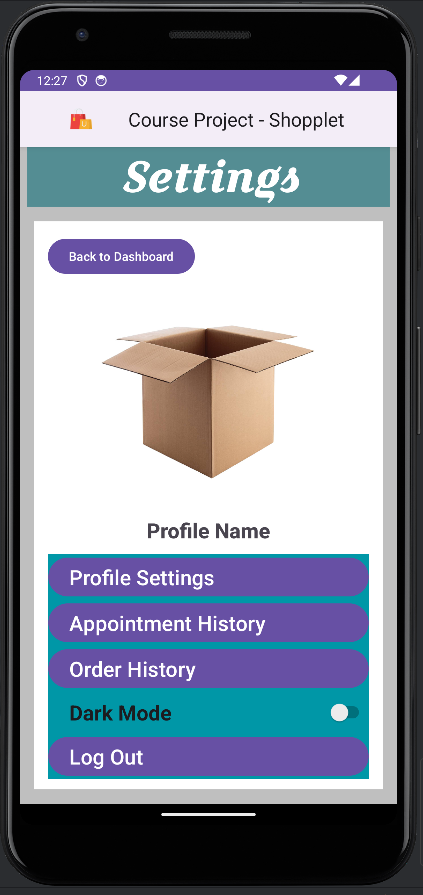 12:27
Course Project - Shopplet
Settings
Back to Dashboard
Profile Name
Profile Settings
Appointment History
Order History
Dark Mode
Log Out